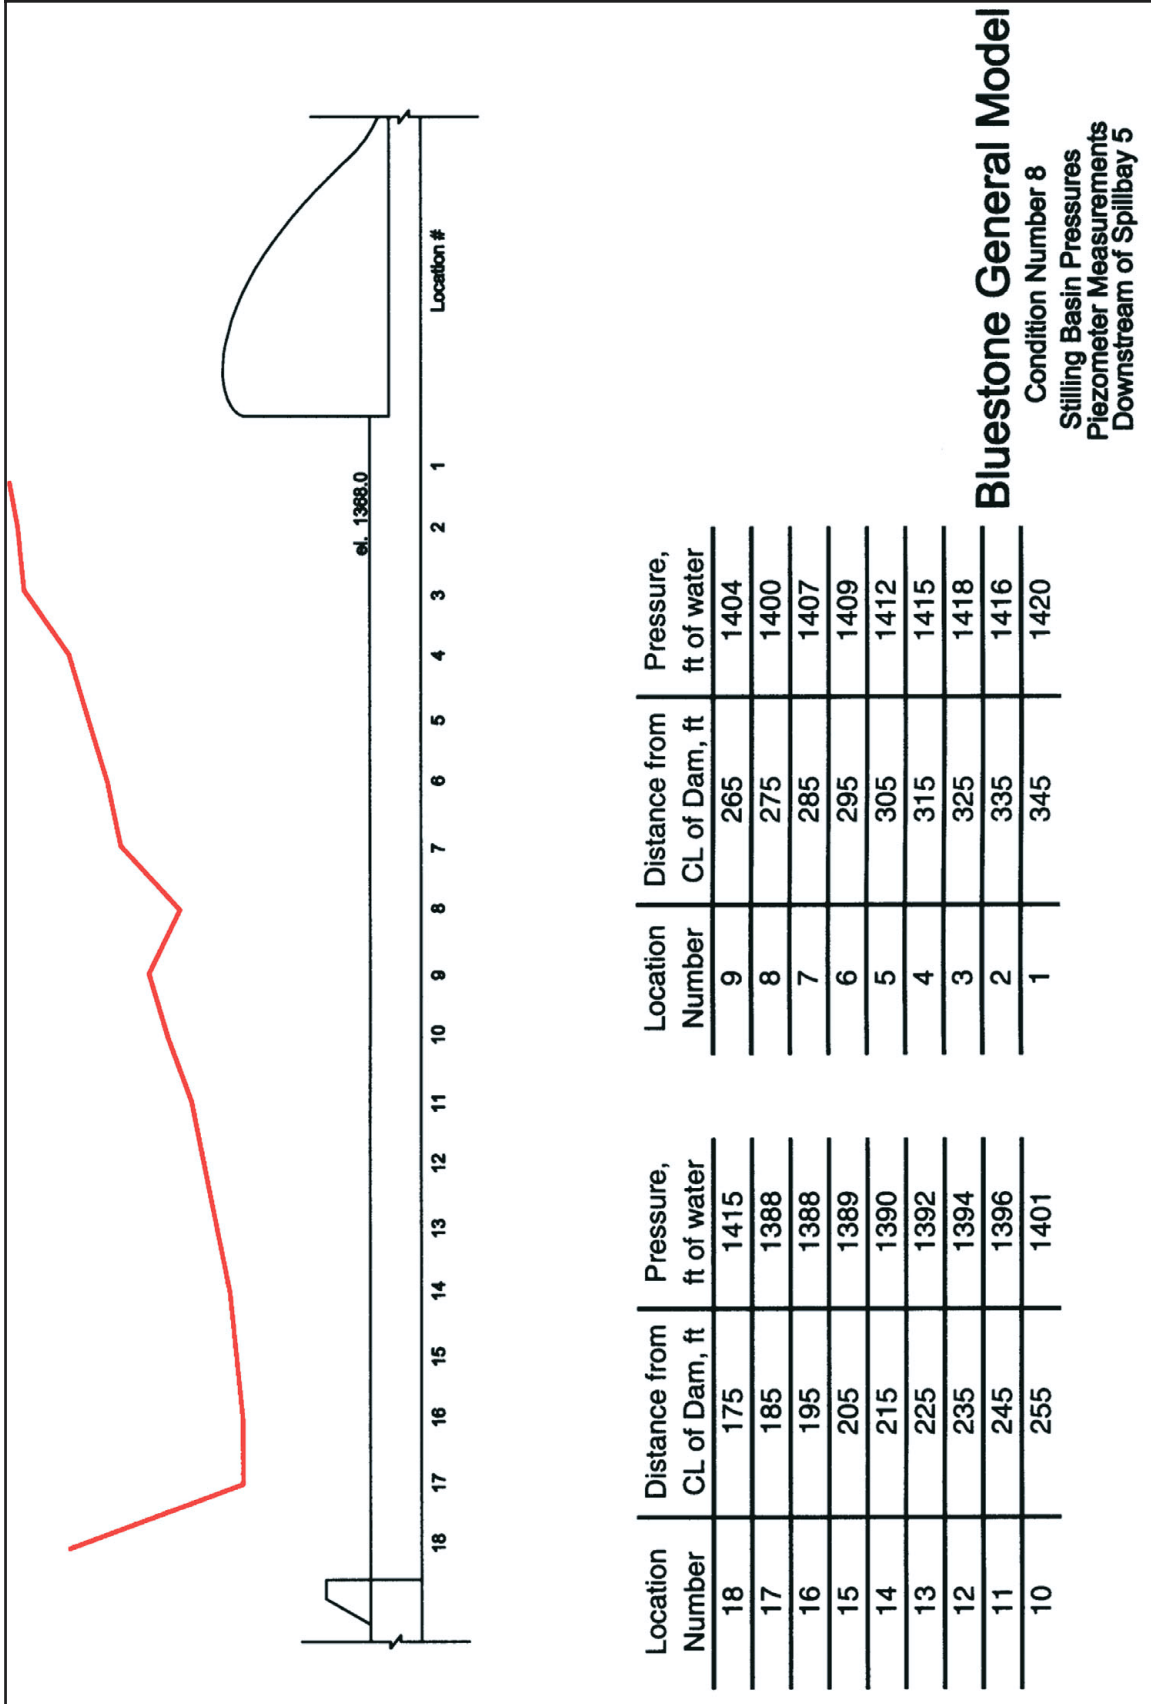 el. 1368.0
18 17 16 15 14 13 12 11 10 9 8 7 6 5 4 3 2 1 Location #
Location Distance from Pressure,
Number CL of Dam, ft ft of water
18 175 1415
17 185 1388
16 195 1388
15 205 1389
14 215 1390
13 225 1392
12 235 1394
11 245 1396
10 255 1401
Location Distance from Pressure,
Number CL of Dam, ft ft of water
9 265 1404
8 275 1400
7 285 1407
6 295 1409
5 305 1412
4 315 1415
3 325 1418
2 335 1416
1 345 1420
Bluestone General Model
Condition Number 8
Stilling Basin Pressures
Piezometer Measurements
Downstream of Spillbay 5